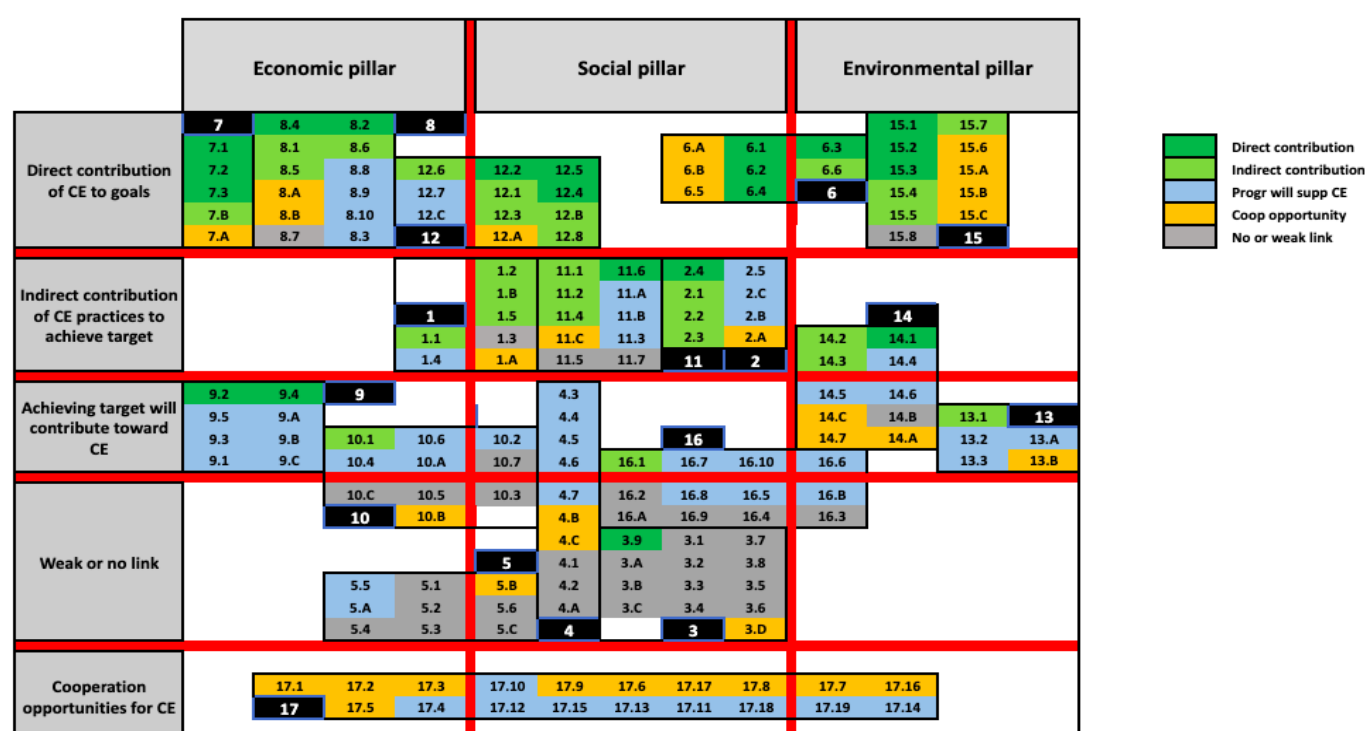 Economic pillar Social pillar Environmental pillar
Direct contribution
of CE to goals
7 8.4 8.2 8 15.1 15.7
7.1 8.1 8.6 6.A 6.1 6.3 15.2 15.6
7.2 8.5 8.8 12.6 12.2 12.5 6.B 6.2 6.6 15.3 15.A
7.3 8.A 8.9 12.7 12.1 12.4 6.5 6.4 6 15.4 15.B
7.B 8.B 8.10 12.C 12.3 12.B 15.5 15.C
7.A 8.7 8.3 12 12.A 12.8 15.8 15
Indirect contribution
of CE practices to
achieve target
1.2 11.1 11.6 2.4 2.5
1.B 11.2 11.A 2.1 2.C
1 1.5 11.4 11.B 2.2 2.B 14
1.1 1.3 11.C 11.3 2.3 2.A 14.2 14.1
1.4 1.A 11.5 11.7 11 2 14.3 14.4
Achieving target will
contribute toward
CE
9.2 9.4 9 4.3 14.5 14.6
9.5 9.A 4.4 14.C 14.B 13.1 13
9.3 9.B 10.1 10.6 10.2 4.5 16 14.7 14.A 13.2 13.A
9.1 9.C 10.4 10.A 10.7 4.6 16.1 16.7 16.10 16.6 13.3 13.B
Weak or no link
10.C 10.5 10.3 4.7 16.2 16.8 16.5 16.B
10 10.B 4.B 16.A 16.9 16.4 16.3
4.C 3.9 3.1 3.7
5 4.1 3.A 3.2 3.8
5.5 5.1 5.B 4.2 3.B 3.3 3.5
5.A 5.2 5.6 4.A 3.C 3.4 3.6
5.4 5.3 5.C 4 3 3.D
Cooperation
opportunities for CE
17.1 17.2 17.3 17.10 17.9 17.6 17.17 17.8 17.7 17.16
17 17.5 17.4 17.12 17.15 17.13 17.11 17.18 17.19 17.14
Direct contribution
Indirect contribution
Progr will supp CE
Coop opportunity
No or weak link